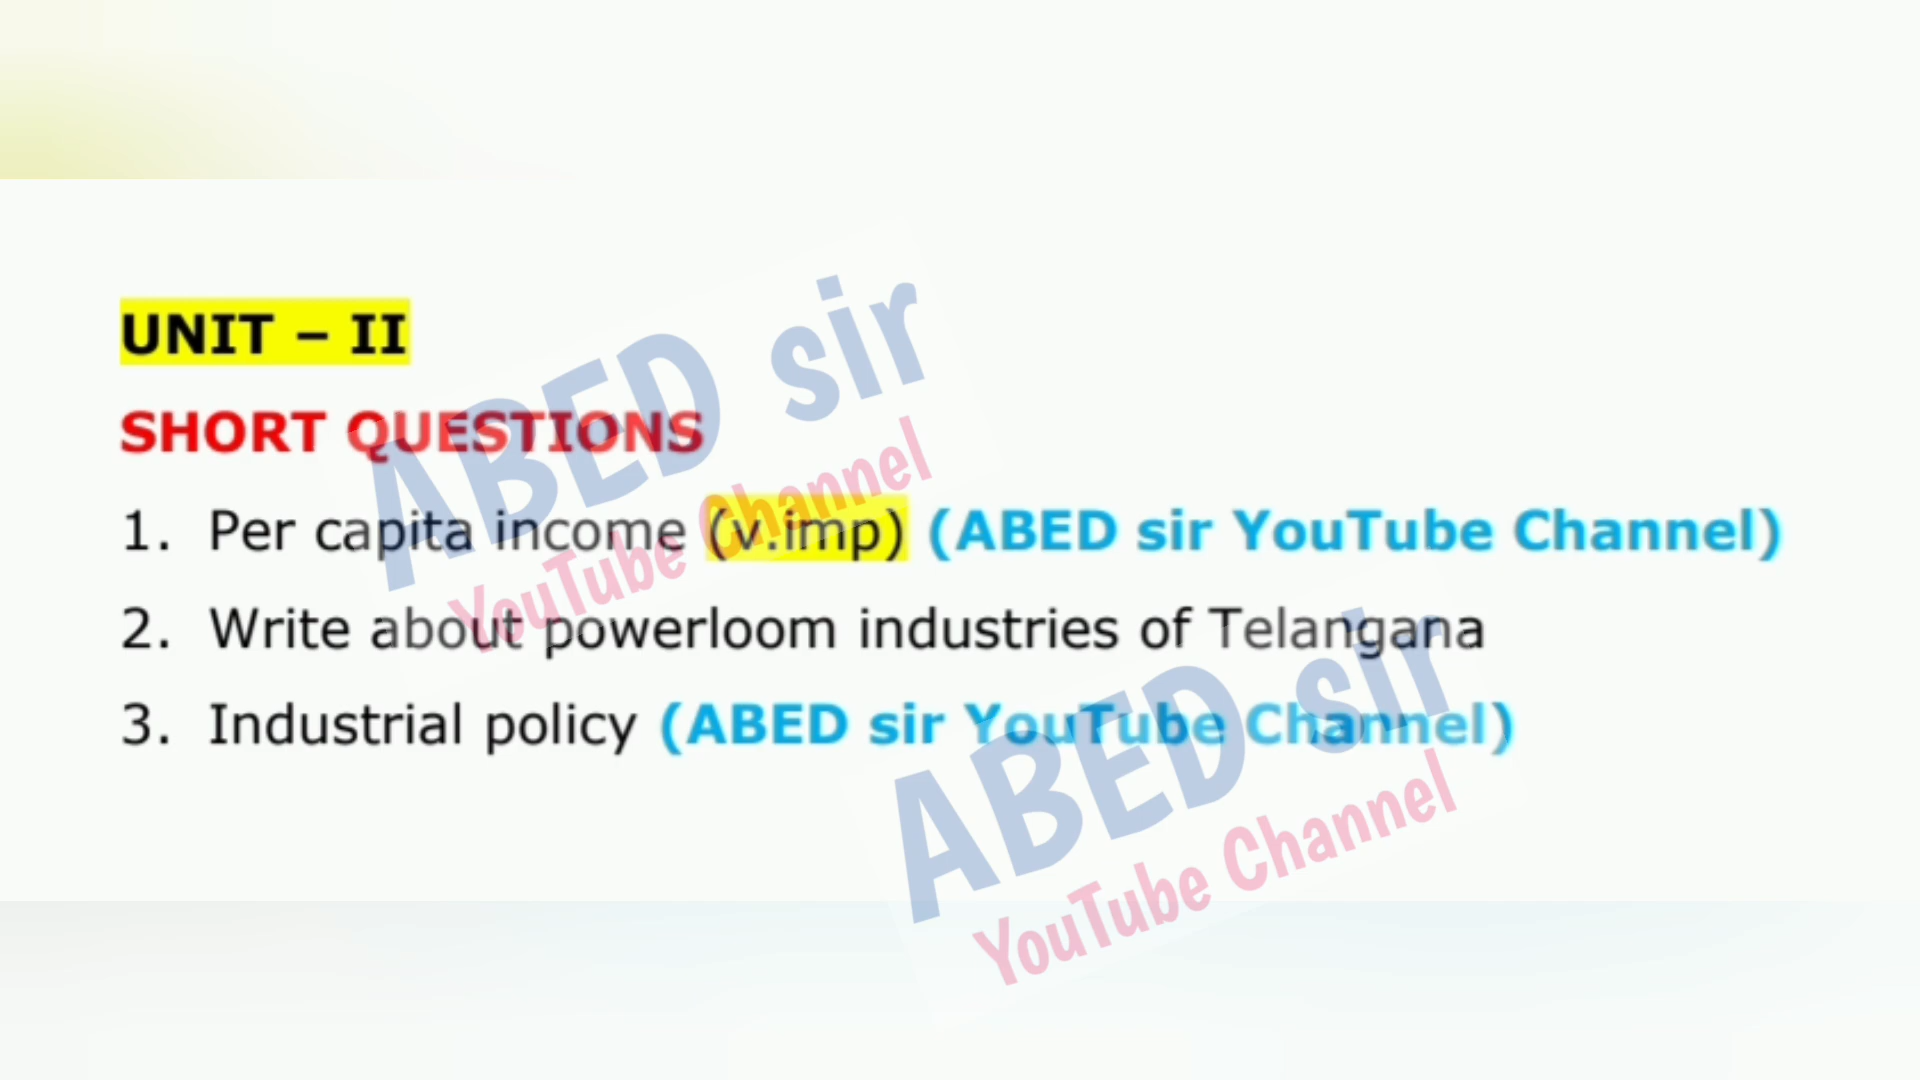 UNIT – II
SHORT QUESTIONS
1. Per capita income (v.imp) (ABED sir YouTube Channel)
2. Write about powerloom industries of Telangana
3. Industrial policy (ABED sir YouTube Channel)
ABED sir
YouTube Channel
ABED sir
YouTube Channel